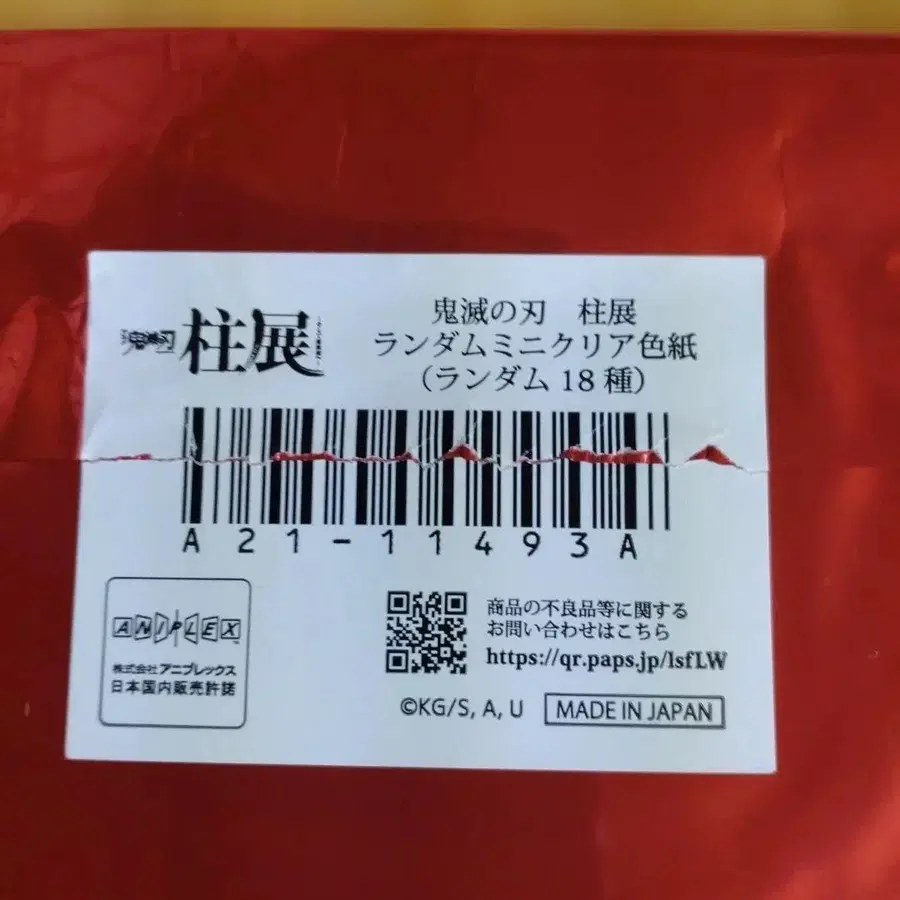 鬼滅の刃
柱展
鬼滅の刃 柱展
ランダムミニクリア色紙
（ランダム 18 種）
A21-11493A
ANIPLEX
株式会社 アニプレックス
日本国内販売許諾
商品の不良品等に関する
お問い合わせはこちら
https://qr.paps.jp/lsfLW
©KG/S, A, U
MADE IN JAPAN